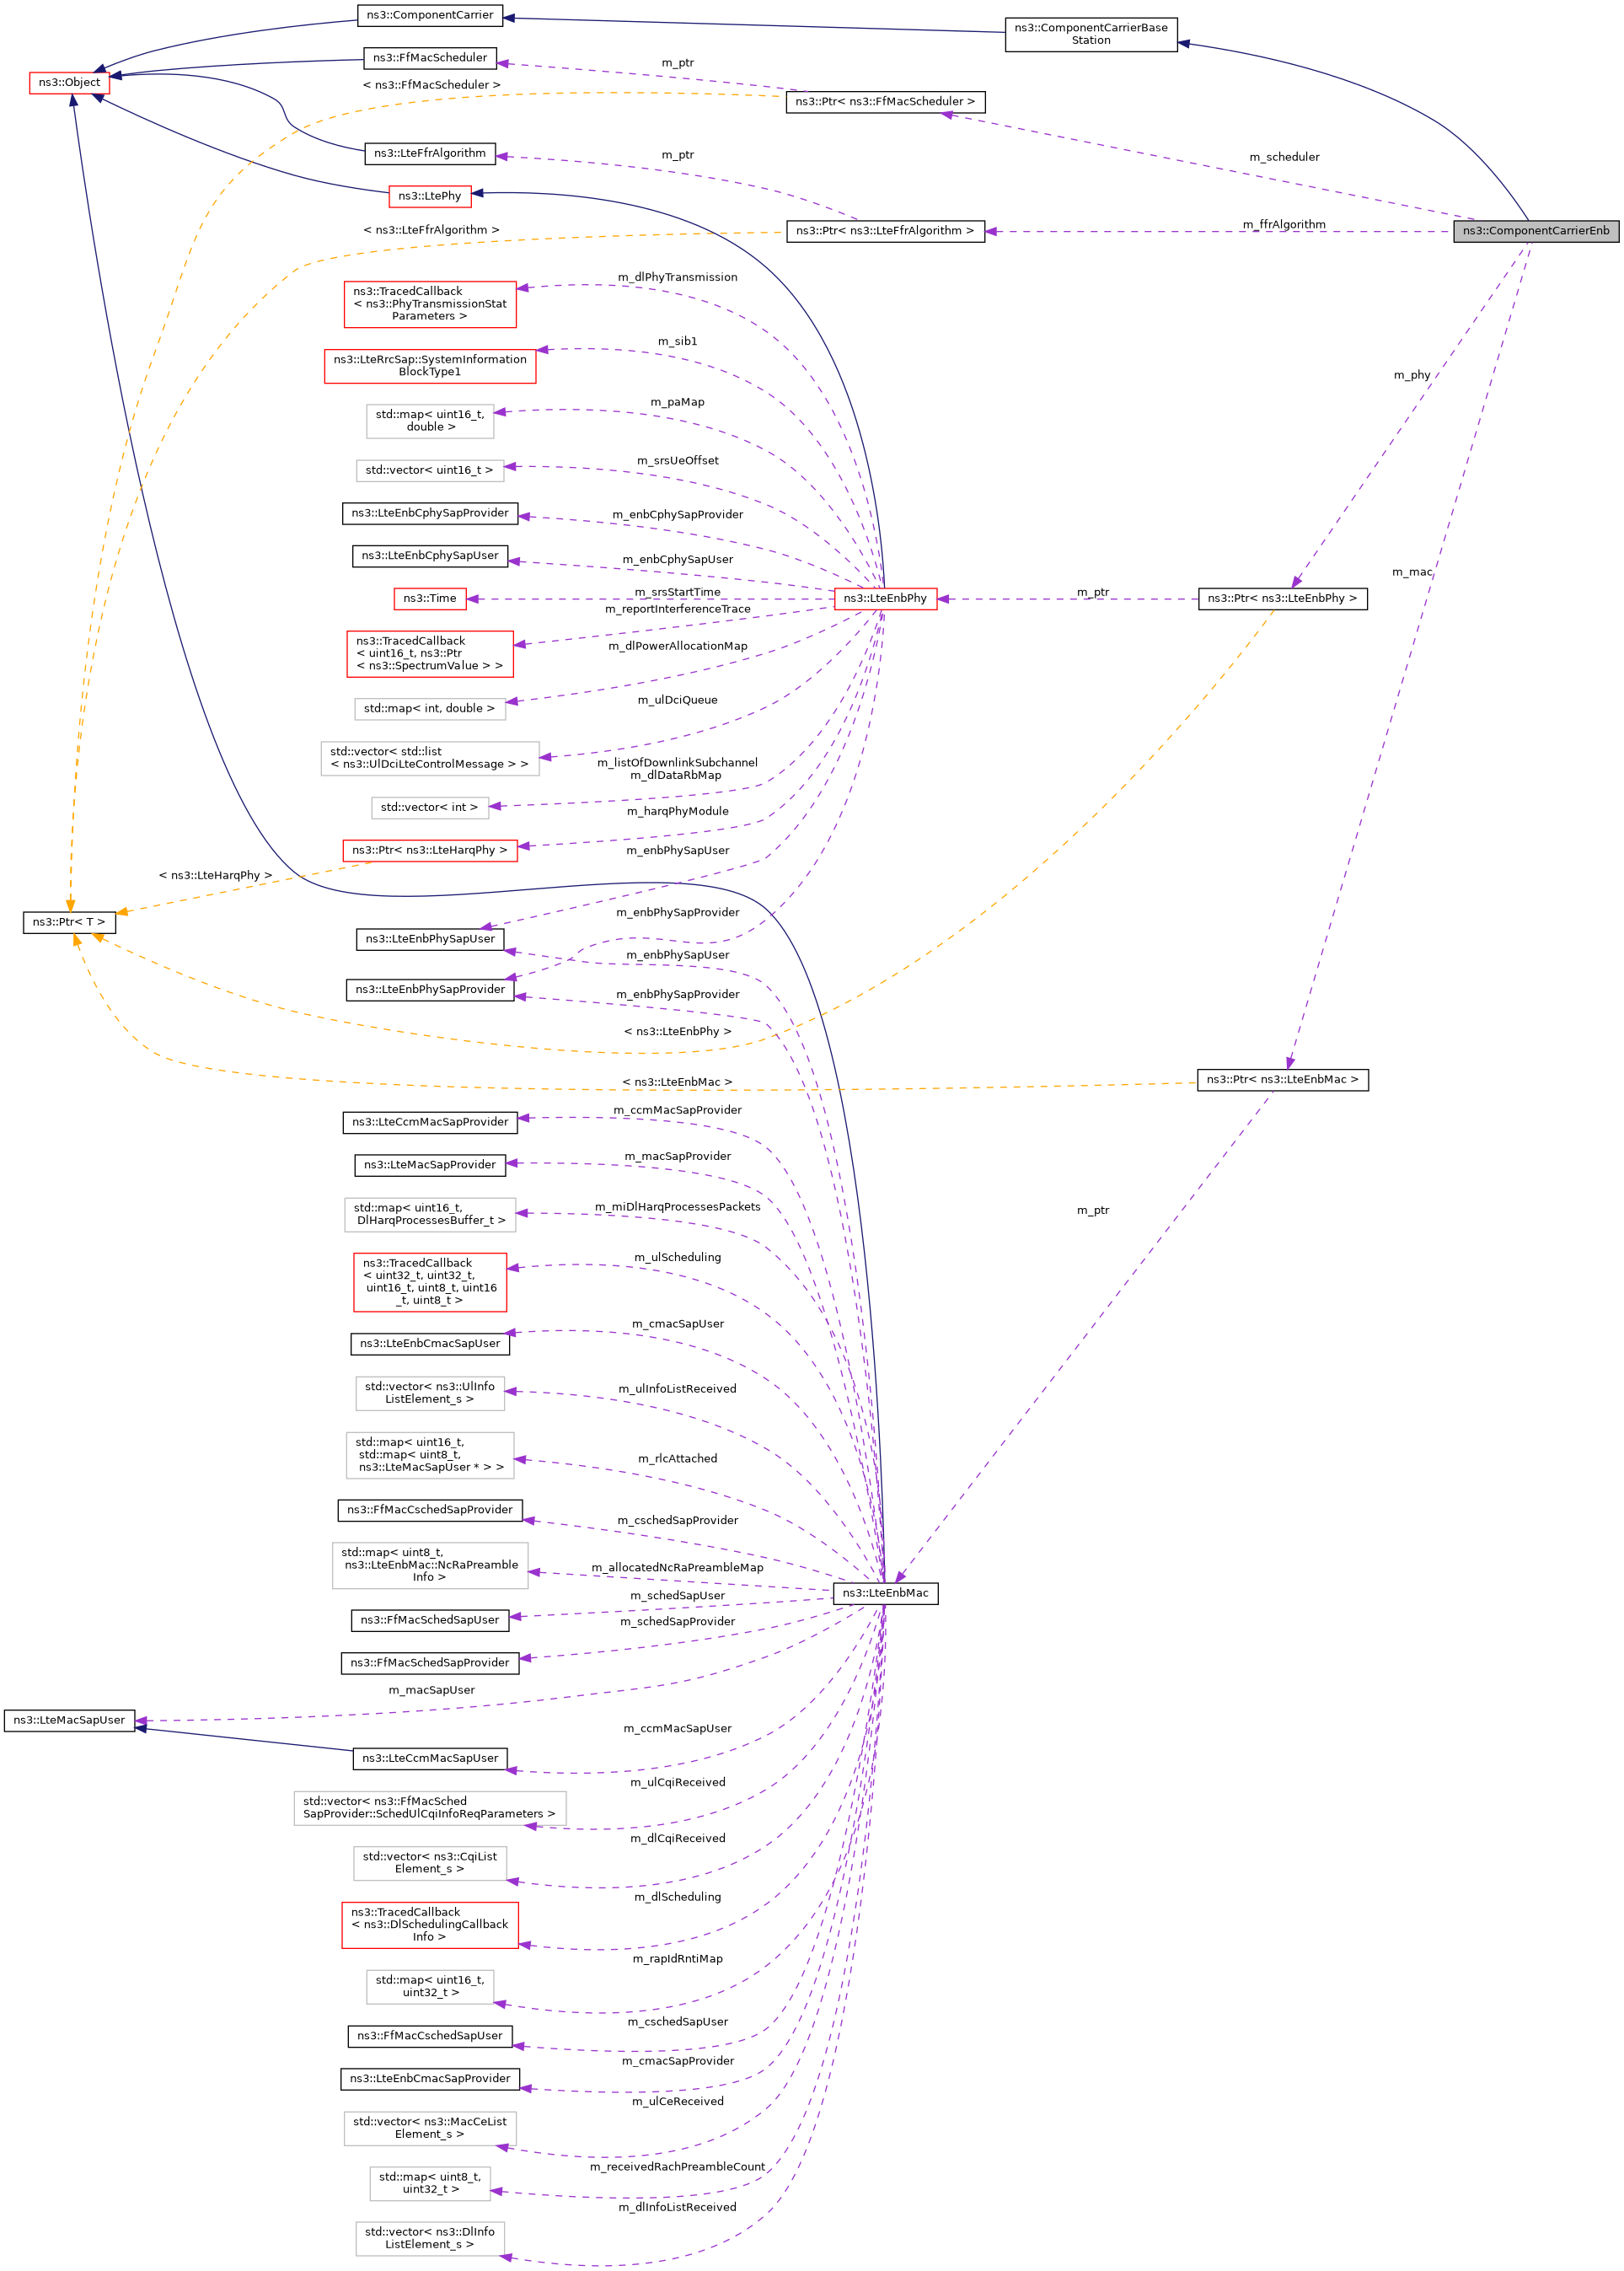 ns3::ComponentCarrier
ns3::ComponentCarrierBase
Station
ns3::FfMacScheduler
m_ptr
ns3::Object
< ns3::FfMacScheduler >
ns3::Ptr< ns3::FfMacScheduler >
ns3::LteFfrAlgorithm
m_ptr
m_scheduler
ns3::LtePhy
< ns3::LteFfrAlgorithm >
ns3::Ptr< ns3::LteFfrAlgorithm >
m_ffrAlgorithm
ns3::ComponentCarrierEnb
m_dlPhyTransmission
ns3::TracedCallback
< ns3::PhyTransmissionStat
Parameters >
m_sib1
ns3::LteRrcSap::SystemInformation
BlockType1
m_phy
m_paMap
std::map< uint16_t,
double >
m_srsUeOffset
std::vector< uint16_t >
ns3::LteEnbCphySapProvider
m_enbCphySapProvider
ns3::LteEnbCphySapUser
m_enbCphySapUser
m_mac
ns3::Time
m_srsStartTime
ns3::LteEnbPhy
m_ptr
ns3::Ptr< ns3::LteEnbPhy >
m_reportInterferenceTrace
ns3::TracedCallback
< uint16_t, ns3::Ptr
< ns3::SpectrumValue > >
m_dlPowerAllocationMap
m_ulDciQueue
std::map< int, double >
std::vector< std::list
< ns3::UlDciLteControlMessage > >
m_listOfDownlinkSubchannel
m_dlDataRbMap
std::vector< int >
m_harqPhyModule
ns3::Ptr< ns3::LteHarqPhy >
m_enbPhySapUser
< ns3::LteHarqPhy >
m_enbPhySapProvider
ns3::Ptr< T >
ns3::LteEnbPhySapUser
m_enbPhySapUser
ns3::LteEnbPhySapProvider
m_enbPhySapProvider
< ns3::LteEnbPhy >
< ns3::LteEnbMac >
ns3::Ptr< ns3::LteEnbMac >
m_ccmMacSapProvider
ns3::LteCcmMacSapProvider
m_macSapProvider
ns3::LteMacSapProvider
m_miDlHarqProcessesPackets
std::map< uint16_t,
DlHarqProcessesBuffer_t >
m_ptr
m_ulScheduling
ns3::TracedCallback
< uint32_t, uint32_t,
uint16_t, uint8_t, uint16
_t, uint8_t >
m_cmacSapUser
ns3::LteEnbCmacSapUser
m_ulInfoListReceived
std::vector< ns3::UlInfo
ListElement_s >
m_rlcAttached
std::map< uint16_t,
std::map< uint8_t,
ns3::LteMacSapUser * > >
ns3::FfMacCschedSapProvider
m_cschedSapProvider
std::map< uint8_t,
ns3::LteEnbMac::NcRaPreamble
Info >
m_allocatedNcRaPreambleMap
ns3::LteEnbMac
m_schedSapUser
ns3::FfMacSchedSapUser
m_schedSapProvider
ns3::FfMacSchedSapProvider
m_macSapUser
ns3::LteMacSapUser
m_ccmMacSapUser
ns3::LteCcmMacSapUser
m_ulCqiReceived
std::vector< ns3::FfMacSched
SapProvider::SchedUlCqiInfoReqParameters >
m_dlCqiReceived
std::vector< ns3::CqiList
Element_s >
m_dlScheduling
ns3::TracedCallback
< ns3::DlSchedulingCallback
Info >
m_rapIdRntiMap
std::map< uint16_t,
uint32_t >
m_cschedSapUser
ns3::FfMacCschedSapUser
m_cmacSapProvider
ns3::LteEnbCmacSapProvider
m_ulCeReceived
std::vector< ns3::MacCeList
Element_s >
m_receivedRachPreambleCount
std::map< uint8_t,
uint32_t >
m_dlInfoListReceived
std::vector< ns3::DlInfo
ListElement_s >